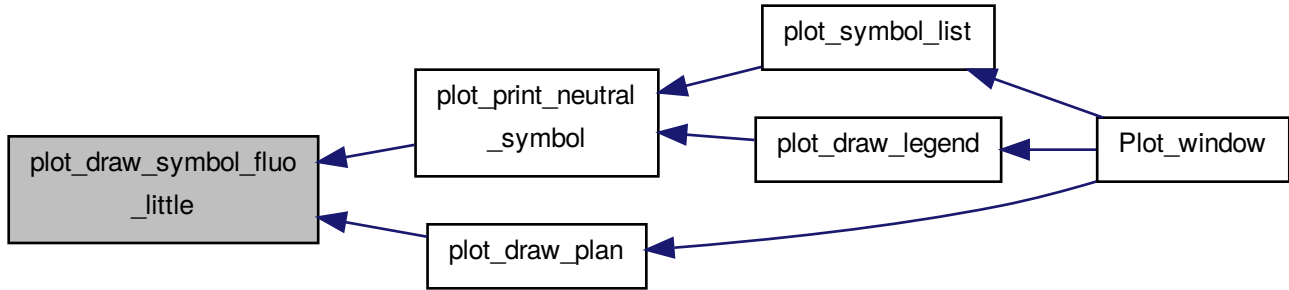 plot_draw_symbol_fluo
_little
plot_print_neutral
_symbol
plot_draw_plan
plot_symbol_list
plot_draw_legend
Plot_window